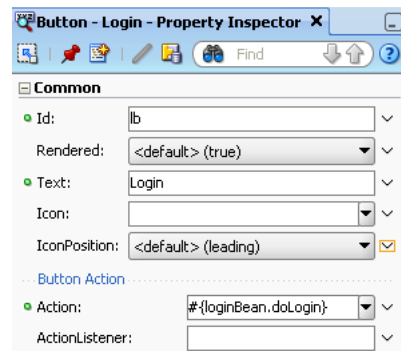 Button - Login - Property Inspector
Find
Common
Id: lb
Rendered: <default> (true)
Text: Login
Icon:
IconPosition: <default> (leading)
Button Action
Action: #{loginBean.doLogin}
ActionListener: